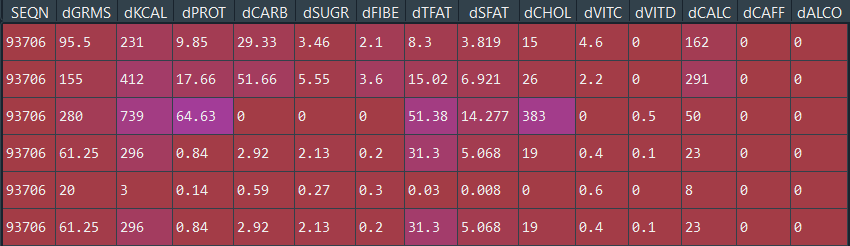 SEQN dGRMS dKCAL dPROT dCARB dSUGR dFIBE dTFAT dSFAT dCHOL dVITC dVITD dCALC dCAFF dALCO
93706 95.5 231 9.85 29.33 3.46 2.1 8.3 3.819 15 4.6 0 162 0 0
93706 155 412 17.66 51.66 5.55 3.6 15.02 6.921 26 2.2 0 291 0 0
93706 280 739 64.63 0 0 0 51.38 14.277 383 0 0.5 50 0 0
93706 61.25 296 0.84 2.92 2.13 0.2 31.3 5.068 19 0.4 0.1 23 0 0
93706 20 3 0.14 0.59 0.27 0.3 0.03 0.008 0 0.6 0 8 0 0
93706 61.25 296 0.84 2.92 2.13 0.2 31.3 5.068 19 0.4 0.1 23 0 0